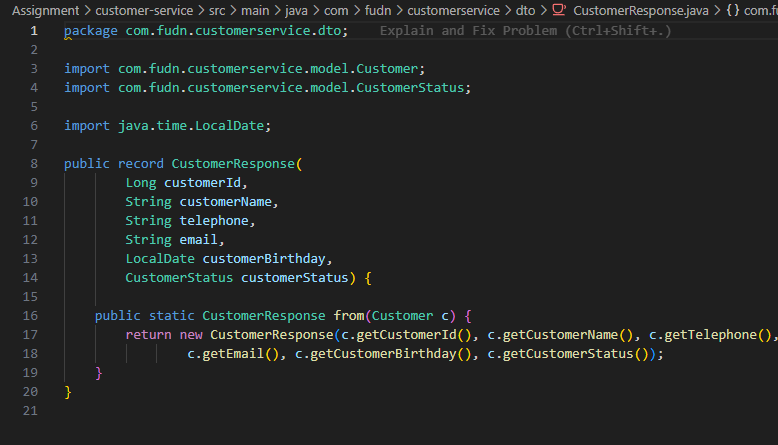 Assignment > customer-service > src > main > java > com > fudn > customerservice > dto > CustomerResponse.java > {} com.fu
1 package com.fudn.customerservice.dto; Explain and Fix Problem (Ctrl+Shift+.)
2
3 import com.fudn.customerservice.model.Customer;
4 import com.fudn.customerservice.model.CustomerStatus;
5
6 import java.time.LocalDate;
7
8 public record CustomerResponse(
9 Long customerId,
10 String customerName,
11 String telephone,
12 String email,
13 LocalDate customerBirthday,
14 CustomerStatus customerStatus) {
15
16 public static CustomerResponse from(Customer c) {
17 return new CustomerResponse(c.getCustomerId(), c.getCustomerName(), c.getTelephone(),
18 c.getEmail(), c.getCustomerBirthday(), c.getCustomerStatus());
19 }
20 }
21